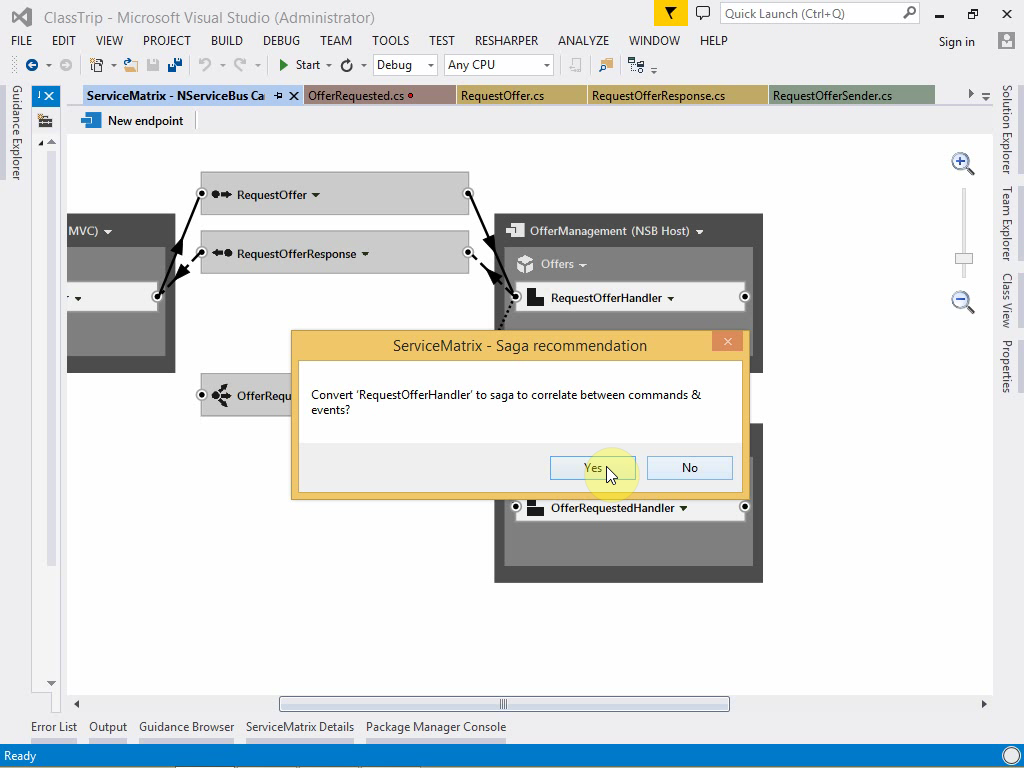 ClassTrip - Microsoft Visual Studio (Administrator)
Quick Launch (Ctrl+Q)
FILE EDIT VIEW PROJECT BUILD DEBUG TEAM TOOLS TEST RESHARPER ANALYZE WINDOW HELP
Sign in
Start Debug Any CPU
Guidance Explorer
ServiceMatrix - NServiceBus Ca
OfferRequested.cs
RequestOffer.cs
RequestOfferResponse.cs
RequestOfferSender.cs
New endpoint
RequestOffer
MVC)
RequestOfferResponse
OfferManagement (NSB Host)
Offers
RequestOfferHandler
OfferRequ
ServiceMatrix - Saga recommendation
Convert 'RequestOfferHandler' to saga to correlate between commands &
events?
Yes
No
OfferRequestedHandler
Solution Explorer
Team Explorer
Class View
Properties
Error List Output Guidance Browser ServiceMatrix Details Package Manager Console
Ready